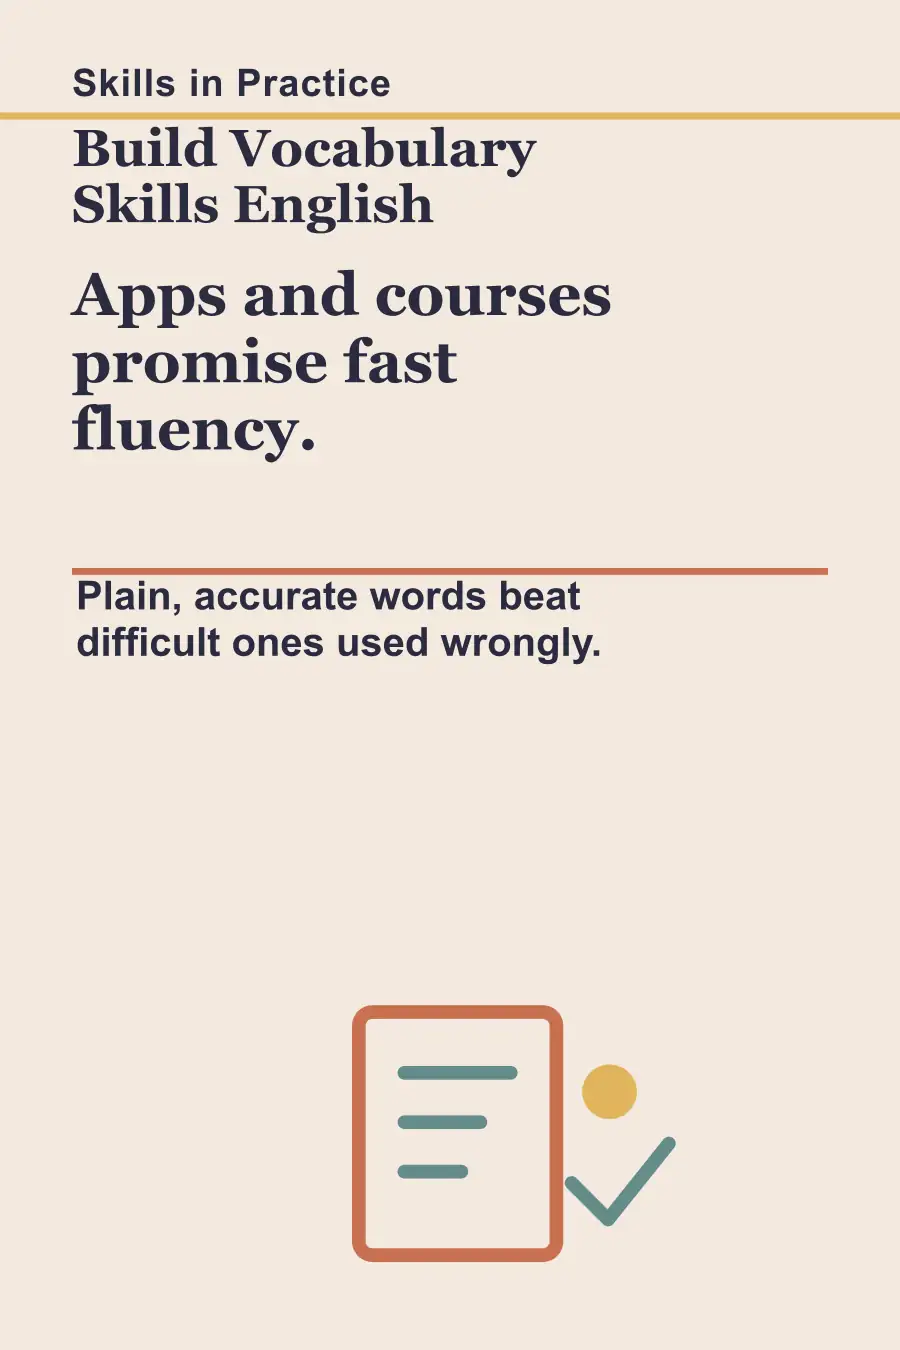 Skills in Practice
Build Vocabulary
Skills English
Apps and courses
promise fast
fluency.
Plain, accurate words beat
difficult ones used wrongly.